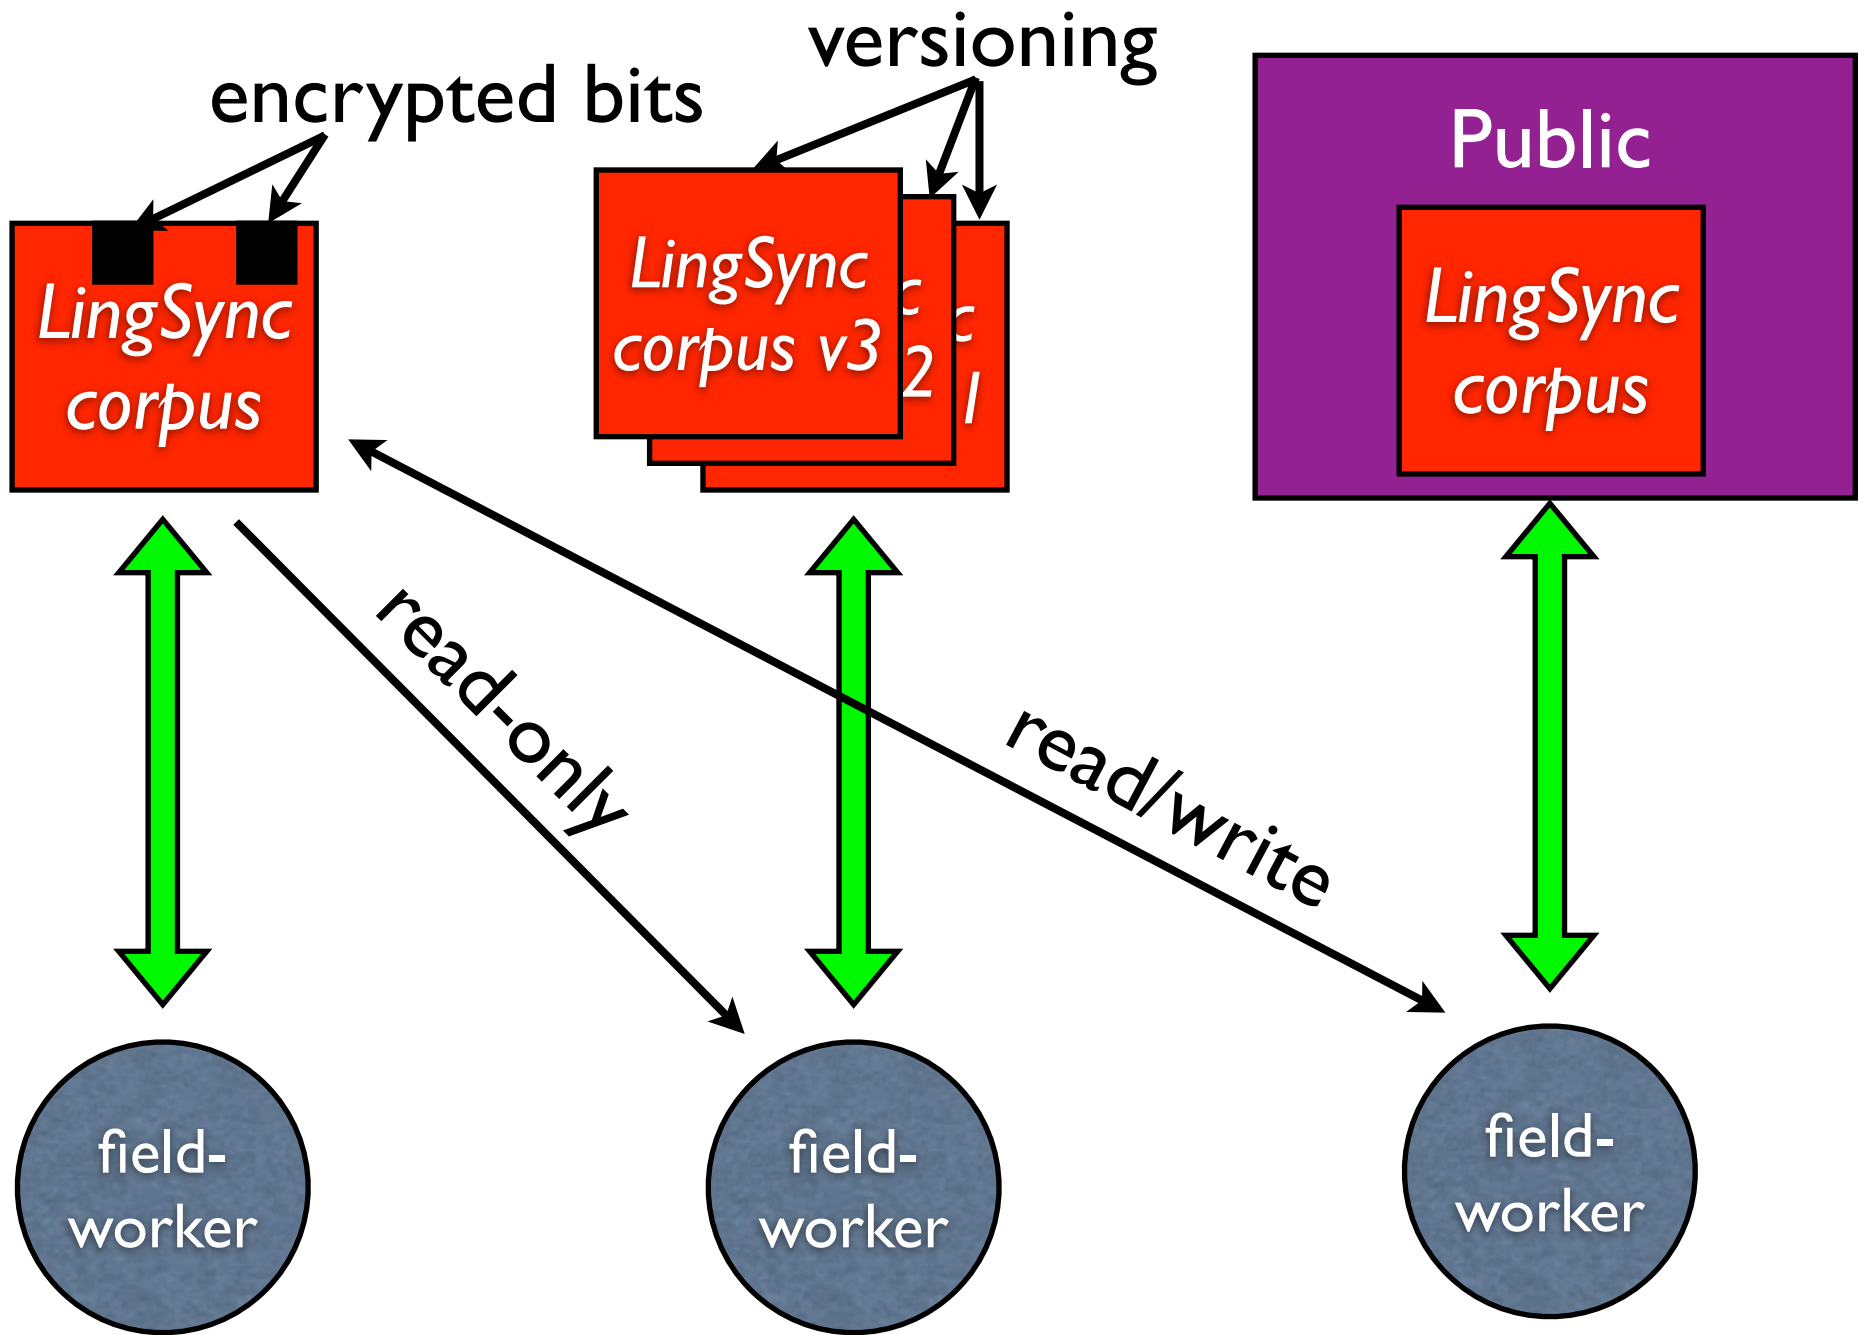 versioning
encrypted bits
Public
LingSync
corpus
LingSync
corpus v3
c
2
c
1
LingSync
corpus
read-only
read/write
field-
worker
field-
worker
field-
worker